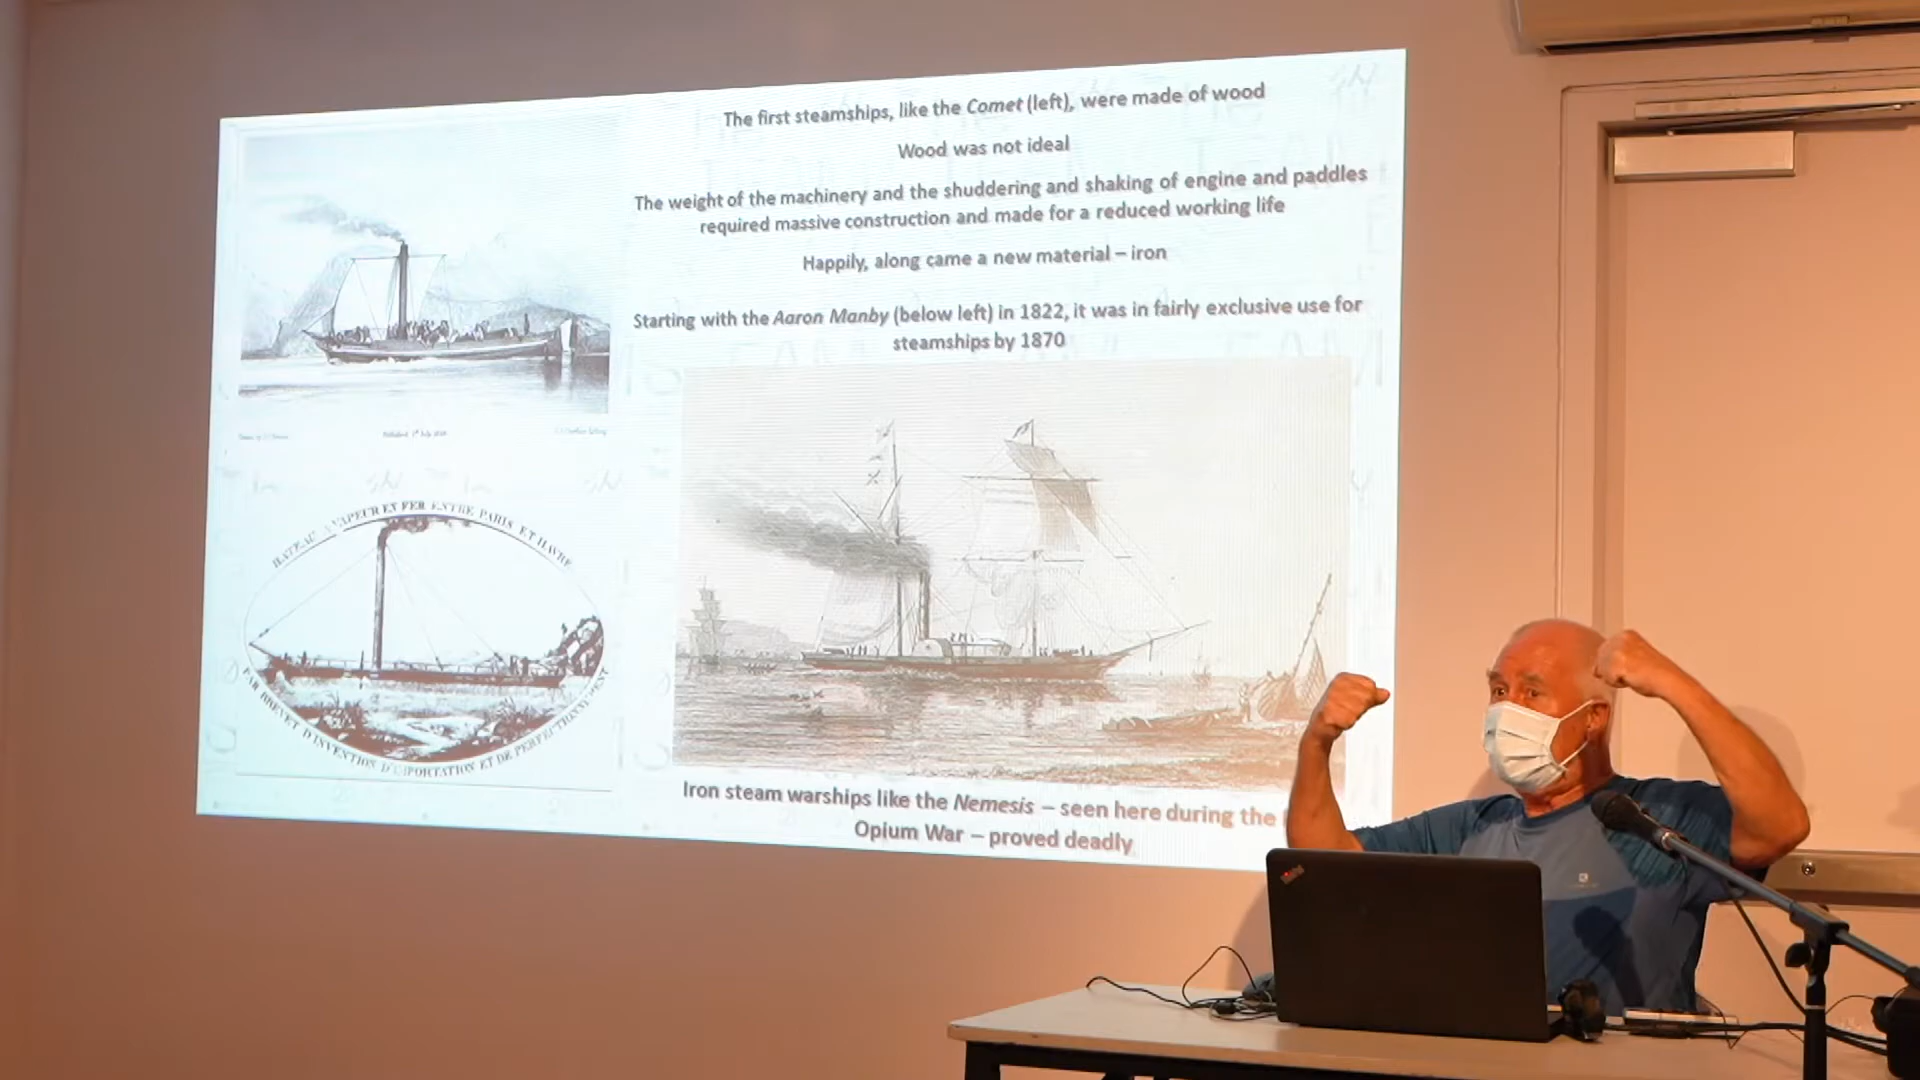 The first steamships, like the Comet (left), were made of wood
Wood was not ideal
The weight of the machinery and the shuddering and shaking of engine and paddles
required massive construction and made for a reduced working life
Happily, along came a new material – iron
Starting with the Aaron Manby (below left) in 1822, it was in fairly exclusive use for
steamships by 1870
BATEAU A VAPEUR EN FER ENTRE PARIS ET HAVRE
PAR BREVET D'INVENTION D'IMPORTATION ET DE PERFECTIONN
Iron steam warships like the Nemesis – seen here during the
Opium War – proved deadly